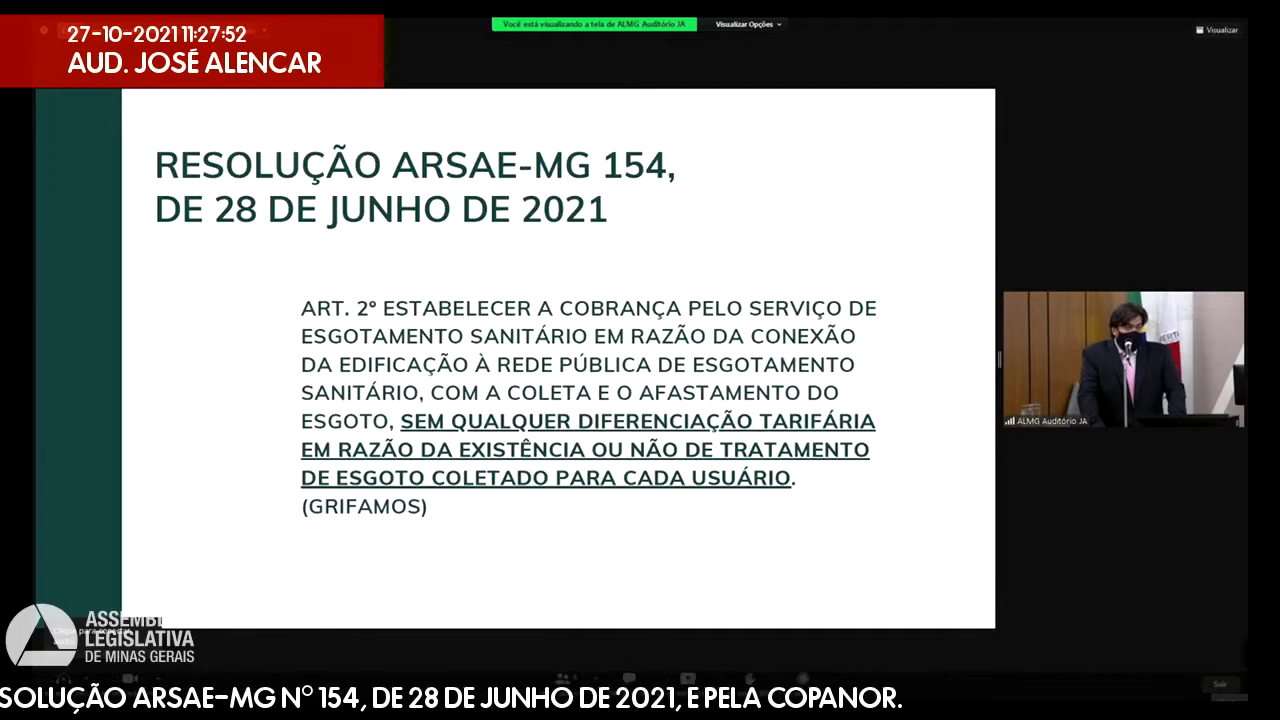 Você está visualizando a tela de ALMG Auditório JA
Visualizar Opções
Visualizar
27-10-2021 11:27:52
AUD. JOSÉ ALENCAR
RESOLUÇÃO ARSAE-MG 154,
DE 28 DE JUNHO DE 2021
ART. 2º ESTABELECER A COBRANÇA PELO SERVIÇO DE
ESGOTAMENTO SANITÁRIO EM RAZÃO DA CONEXÃO
DA EDIFICAÇÃO À REDE PÚBLICA DE ESGOTAMENTO
SANITÁRIO, COM A COLETA E O AFASTAMENTO DO
ESGOTO, SEM QUALQUER DIFERENCIAÇÃO TARIFÁRIA
EM RAZÃO DA EXISTÊNCIA OU NÃO DE TRATAMENTO
DE ESGOTO COLETADO PARA CADA USUÁRIO.
(GRIFAMOS)
ALMG Auditório JA
ASSEMBL
LEGISLATIVA
DE MINAS GERAIS
Sair
SOLUÇÃO ARSAE-MG Nº 154, DE 28 DE JUNHO DE 2021, E PELA COPANOR.